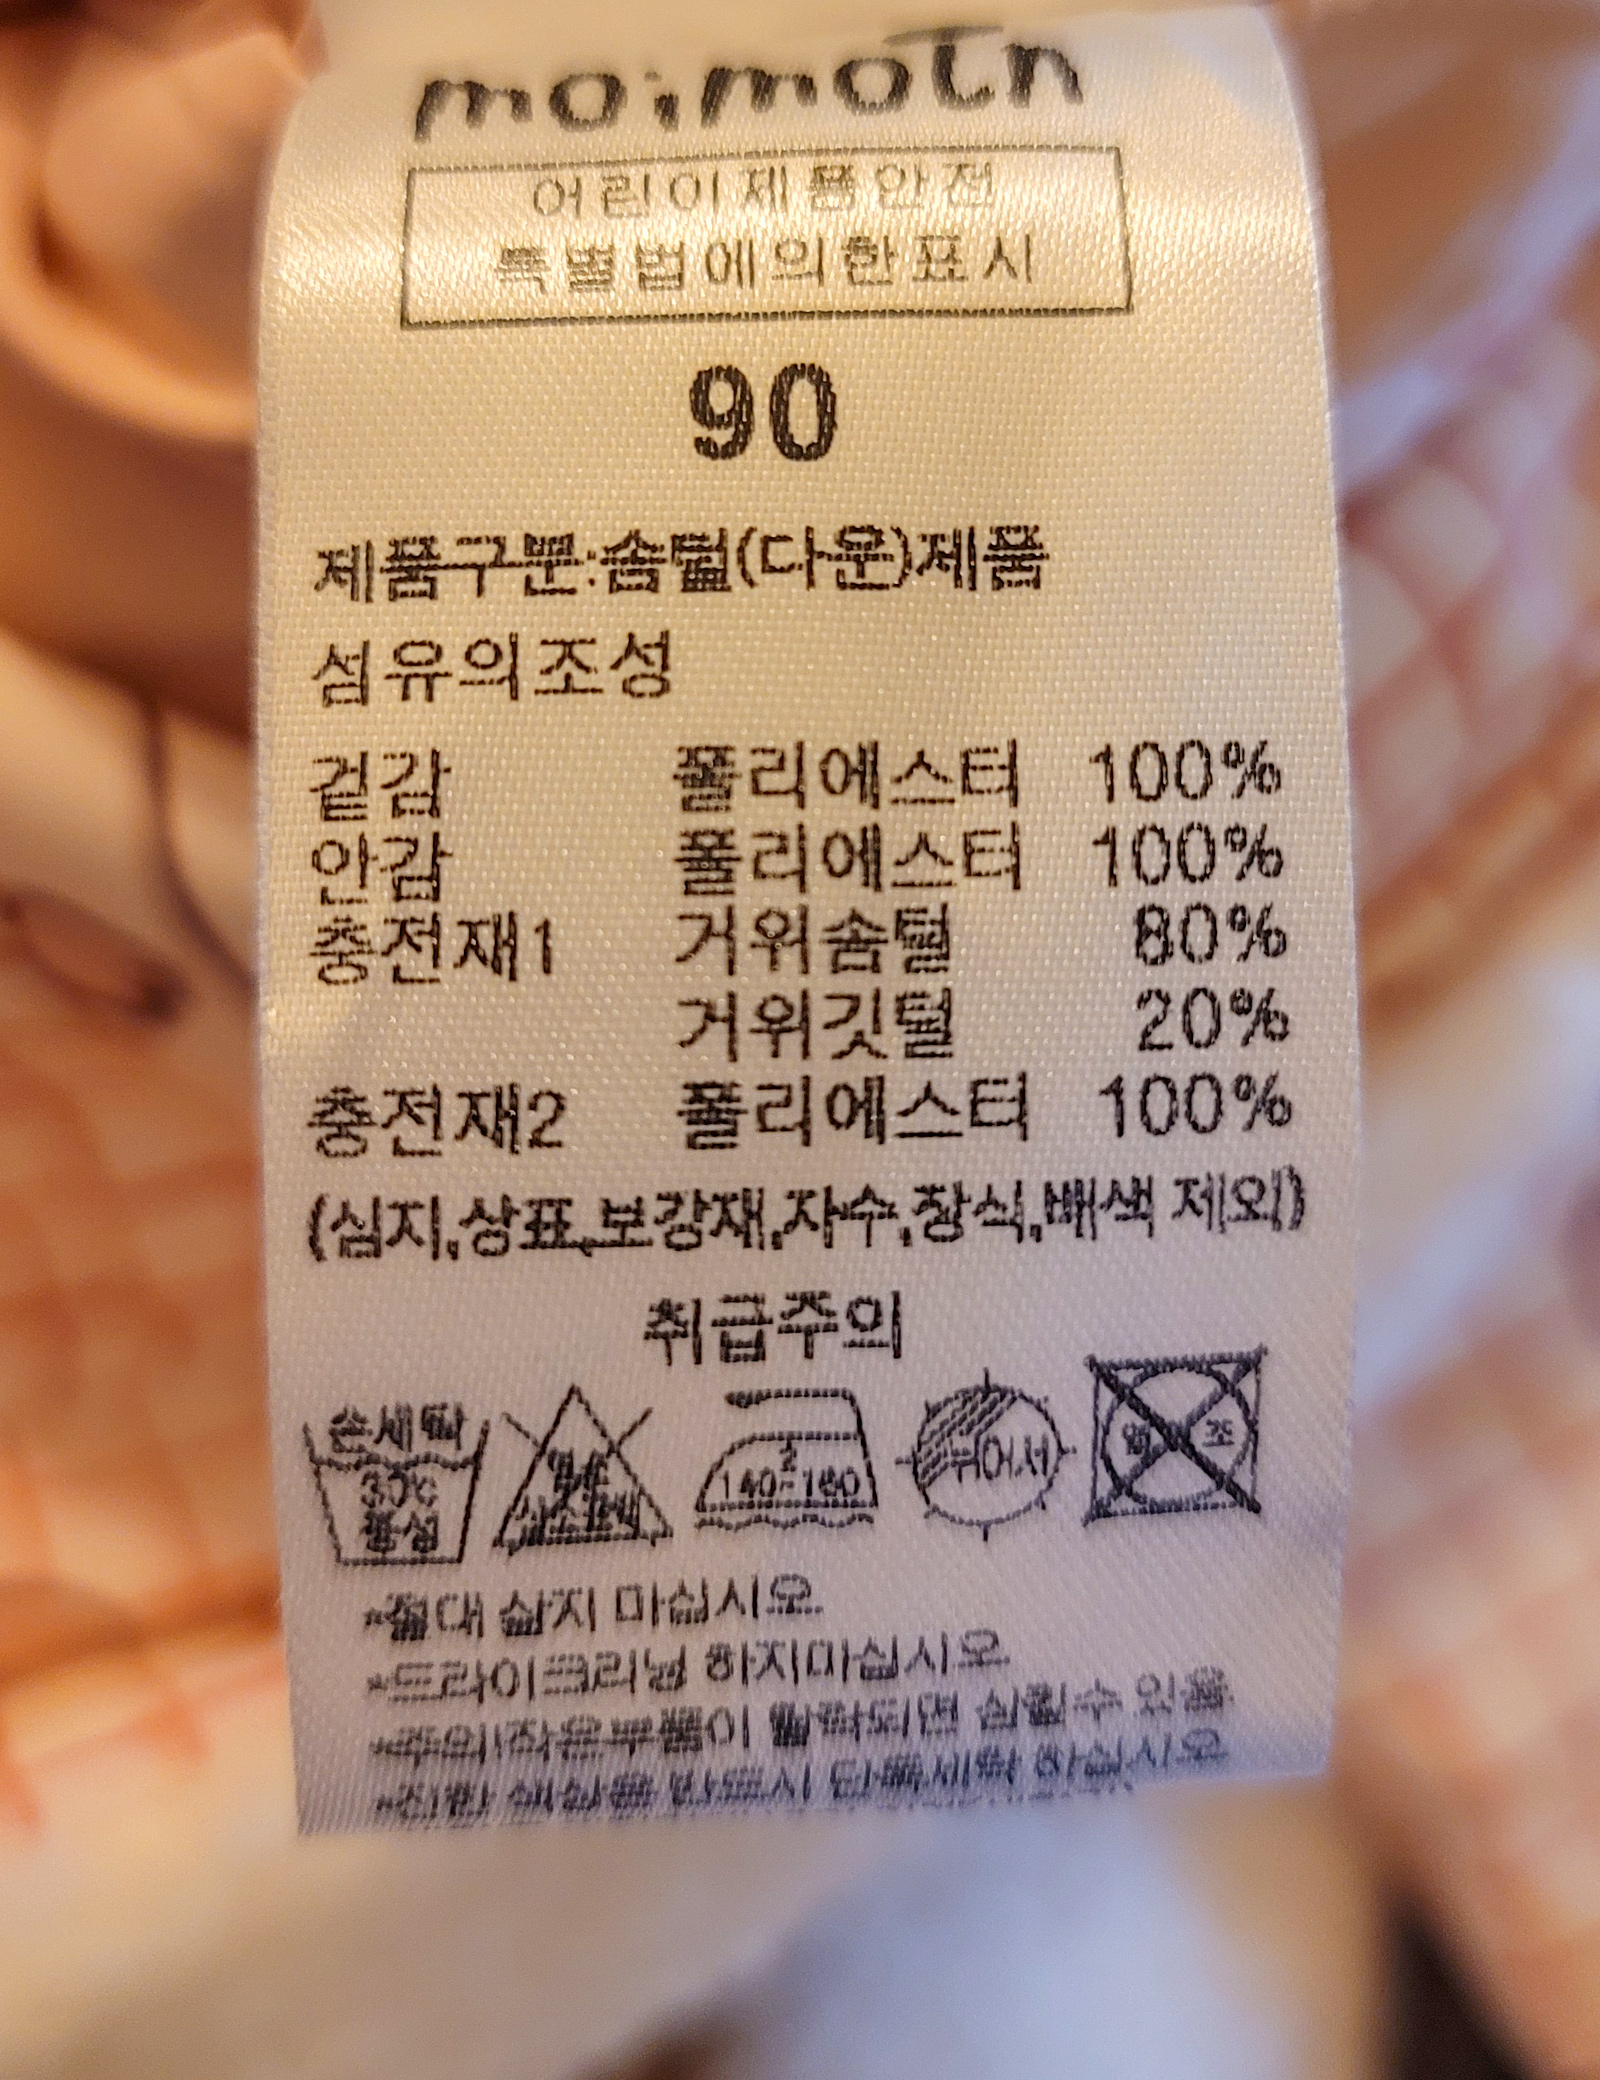 mo;moln
어린이제품안전
특별법에의한표시
90
제품구분:솜털(다운)제품
섬유의조성
겉감 폴리에스터 100%
안감 폴리에스터 100%
충전재1 거위솜털 80%
거위깃털 20%
충전재2 폴리에스터 100%
(심지,상표,보강재,자수,장식,배색 제외)
취급주의
손세탁
30℃
중성
2
140-160
뉘어서
*절대 삶지 마십시오
*드라이크리닝 하지마십시오